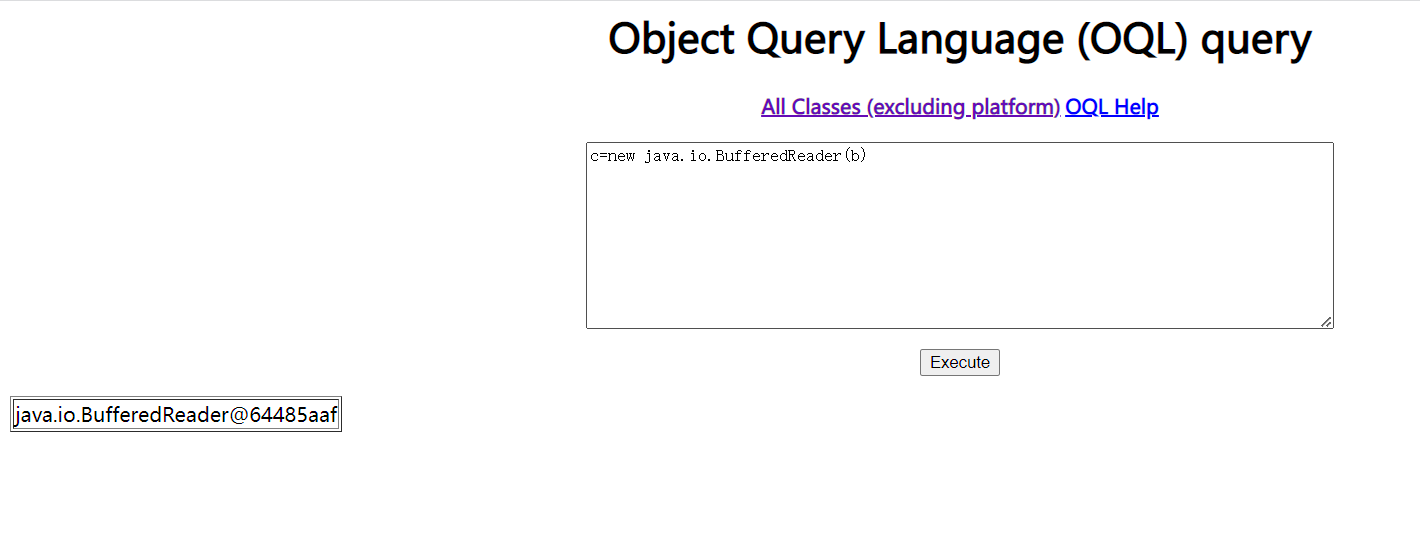 Object Query Language (OQL) query
All Classes (excluding platform) OQL Help
c=new java.io.BufferedReader(b)
Execute
java.io.BufferedReader@64485aaf